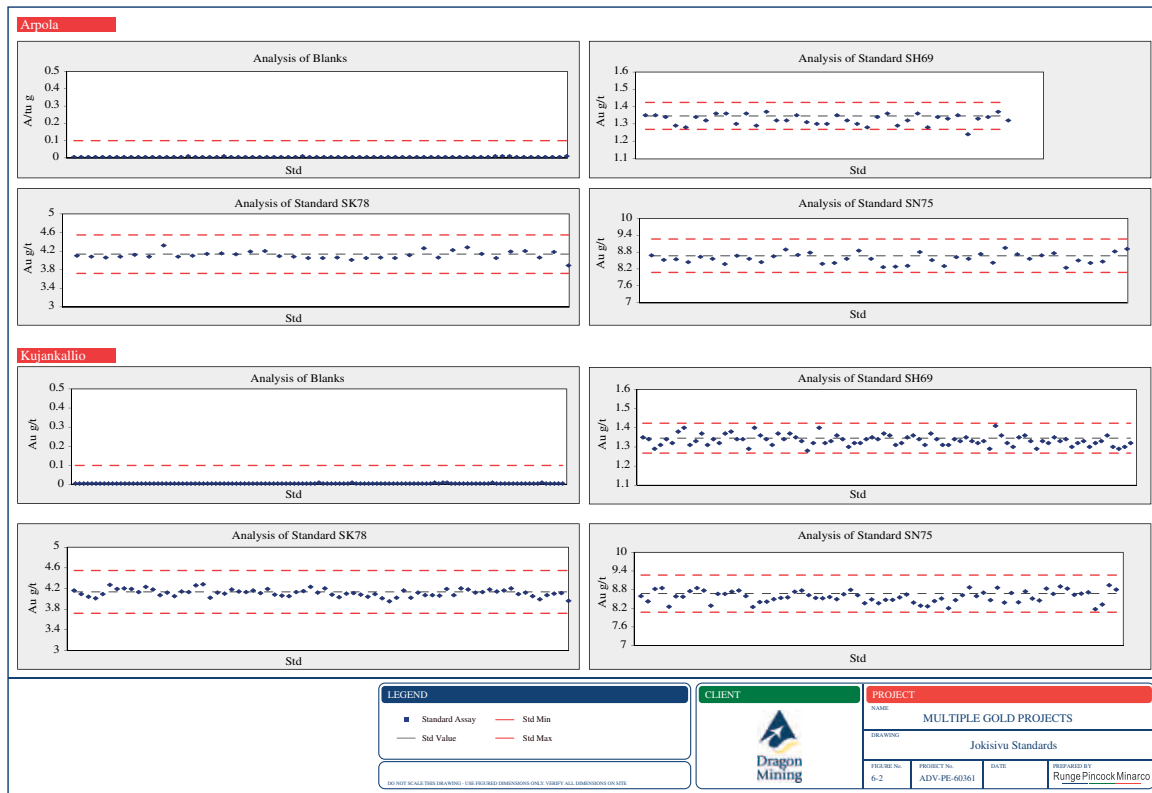 Arpola
Analysis of Blanks
0.5
0.4
0.3
0.2
0.1
0
A/tu g
Std
Analysis of Standard SH69
1.6
1.4
1.3
1.2
1.1
Au g/t
Std
Analysis of Standard SK78
5
4.6
4.2
3.8
3.4
3
Au g/t
Std
Analysis of Standard SN75
10
9.4
8.8
8.2
7.6
7
Au g/t
Std
Kujankallio
Analysis of Blanks
0.5
0.4
0.3
0.2
0.1
0
Au g/t
Std
Analysis of Standard SH69
1.6
1.6
1.4
1.3
1.2
1.1
Au g/t
Std
Analysis of Standard SK78
5
4.6
4.2
3.8
3.4
3
Au g/t
Std
Analysis of Standard SN75
10
9.4
8.8
8.2
7.6
7
Au g/t
Std
LEGEND
Standard Assay
Std Min
Std Value
Std Max
DO NOT SCALE THIS DRAWING - USE FIGURED DIMENSIONS ONLY. VERIFY ALL DIMENSIONS ON SITE
CLIENT
Dragon
Mining
PROJECT
NAME
MULTIPLE GOLD PROJECTS
DRAWING
Jokisivu Standards
FIGURE No.
6-2
PROJECT No.
ADV-PE-60361
DATE
PREPARED BY
RungePincockMinarco